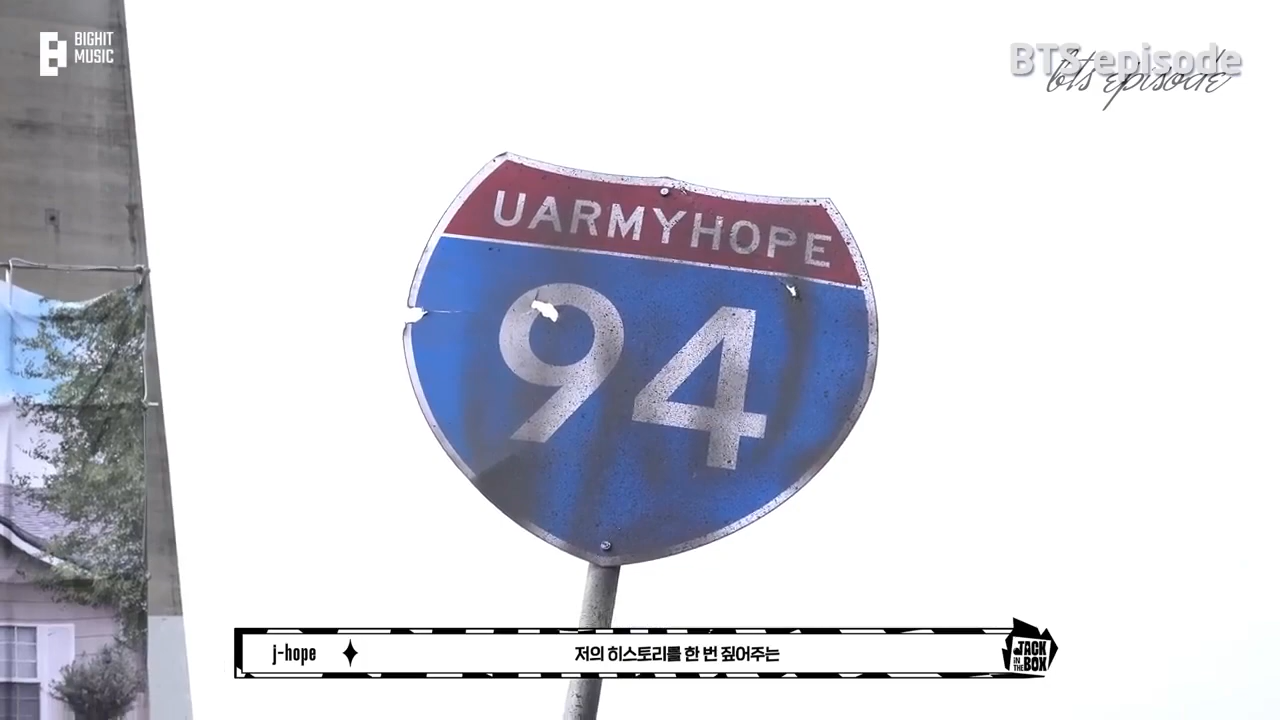 BIGHIT
MUSIC
BTS episode
bts episode
UARMYHOPE
94
j-hope
저의 히스토리를 한 번 짚어주는
JACK
IN THE
BOX